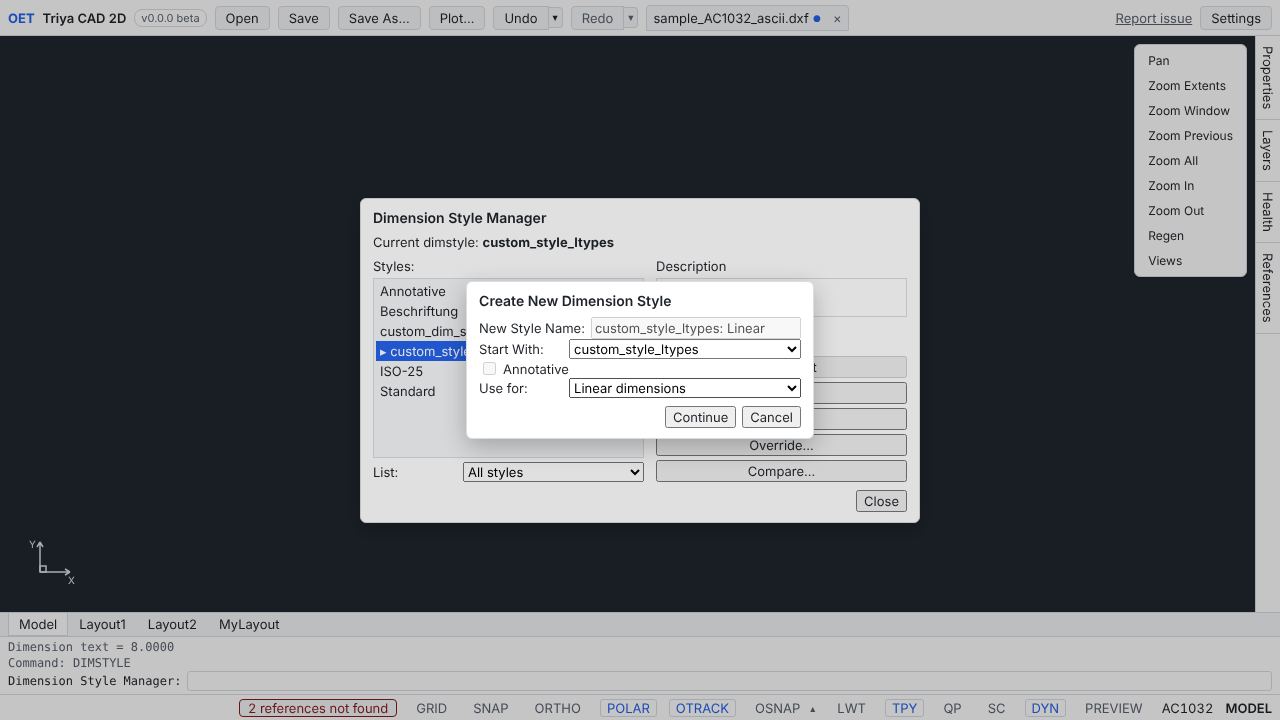 OET Triya CAD 2D v0.0.0 beta Open Save Save As... Plot... Undo ▾ Redo ▾ sample_AC1032_ascii.dxf ● × Report issue Settings
Pan
Zoom Extents
Zoom Window
Zoom Previous
Zoom All
Zoom In
Zoom Out
Regen
Views
Properties
Layers
Health
References
Dimension Style Manager
Current dimstyle: custom_style_ltypes
Styles:
Description
Annotative
Beschriftung
custom_dim_s
▸ custom_style
ISO-25
Standard
Create New Dimension Style
New Style Name: custom_style_ltypes: Linear
Start With: custom_style_ltypes
Annotative
Use for: Linear dimensions
Continue Cancel
Override...
Compare...
List: All styles
Close
Y
X
Model Layout1 Layout2 MyLayout
Dimension text = 8.0000
Command: DIMSTYLE
Dimension Style Manager:
2 references not found GRID SNAP ORTHO POLAR OTRACK OSNAP ▴ LWT TPY QP SC DYN PREVIEW AC1032 MODEL